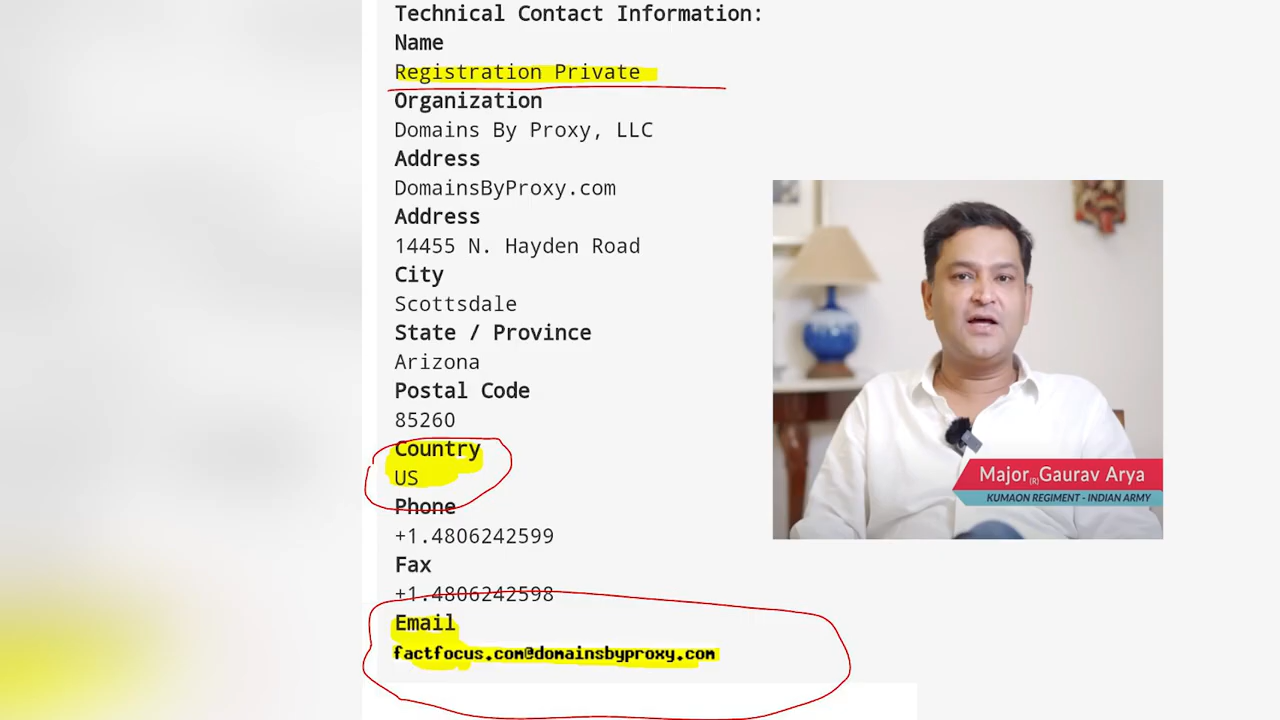 Technical Contact Information:
Name
Registration Private
Organization
Domains By Proxy, LLC
Address
DomainsByProxy.com
Address
14455 N. Hayden Road
City
Scottsdale
State / Province
Arizona
Postal Code
85260
Country
US
Phone
+1.4806242599
Fax
+1.4806242598
Email
factfocus.com@domainsbyproxy.com
Major(R)Gaurav Arya
KUMAON REGIMENT - INDIAN ARMY